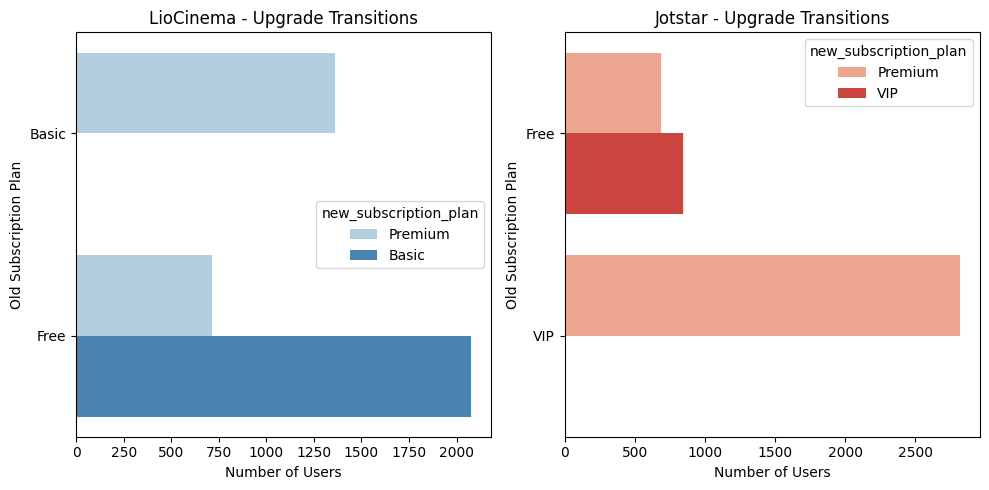 LioCinema - Upgrade Transitions
Old Subscription Plan
Basic
Free
new_subscription_plan
Premium
Basic
0 250 500 750 1000 1250 1500 1750 2000
Number of Users
Jotstar - Upgrade Transitions
Old Subscription Plan
Free
VIP
new_subscription_plan
Premium
VIP
0 500 1000 1500 2000 2500
Number of Users